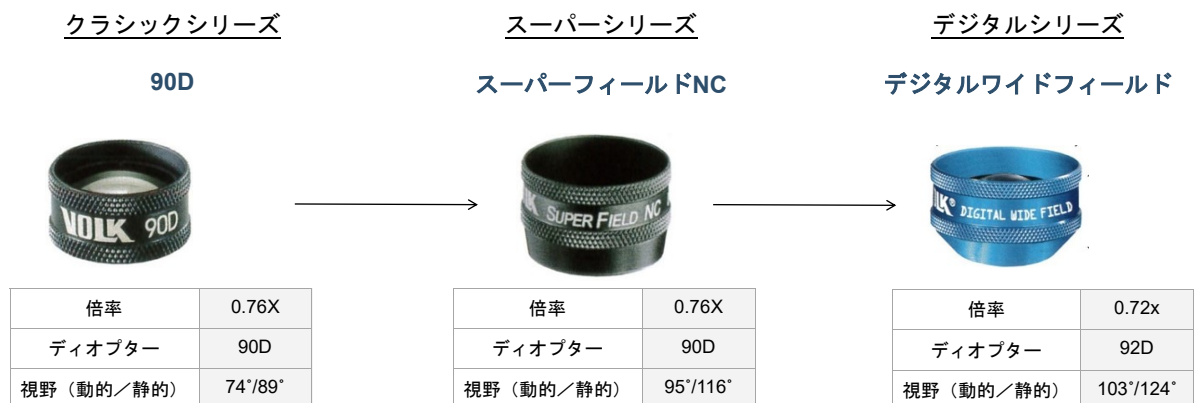 クラシックシリーズ
スーパーシリーズ
デジタルシリーズ
90D
スーパーフィールドNC
デジタルワイドフィールド
VOLK 90D
LK SUPER FIELD NC
LK® DIGITAL WIDE FIELD
倍率 0.76X
ディオプター 90D
視野（動的／静的） 74˚/89˚
倍率 0.76X
ディオプター 90D
視野（動的／静的） 95˚/116˚
倍率 0.72x
ディオプター 92D
視野（動的／静的） 103˚/124˚